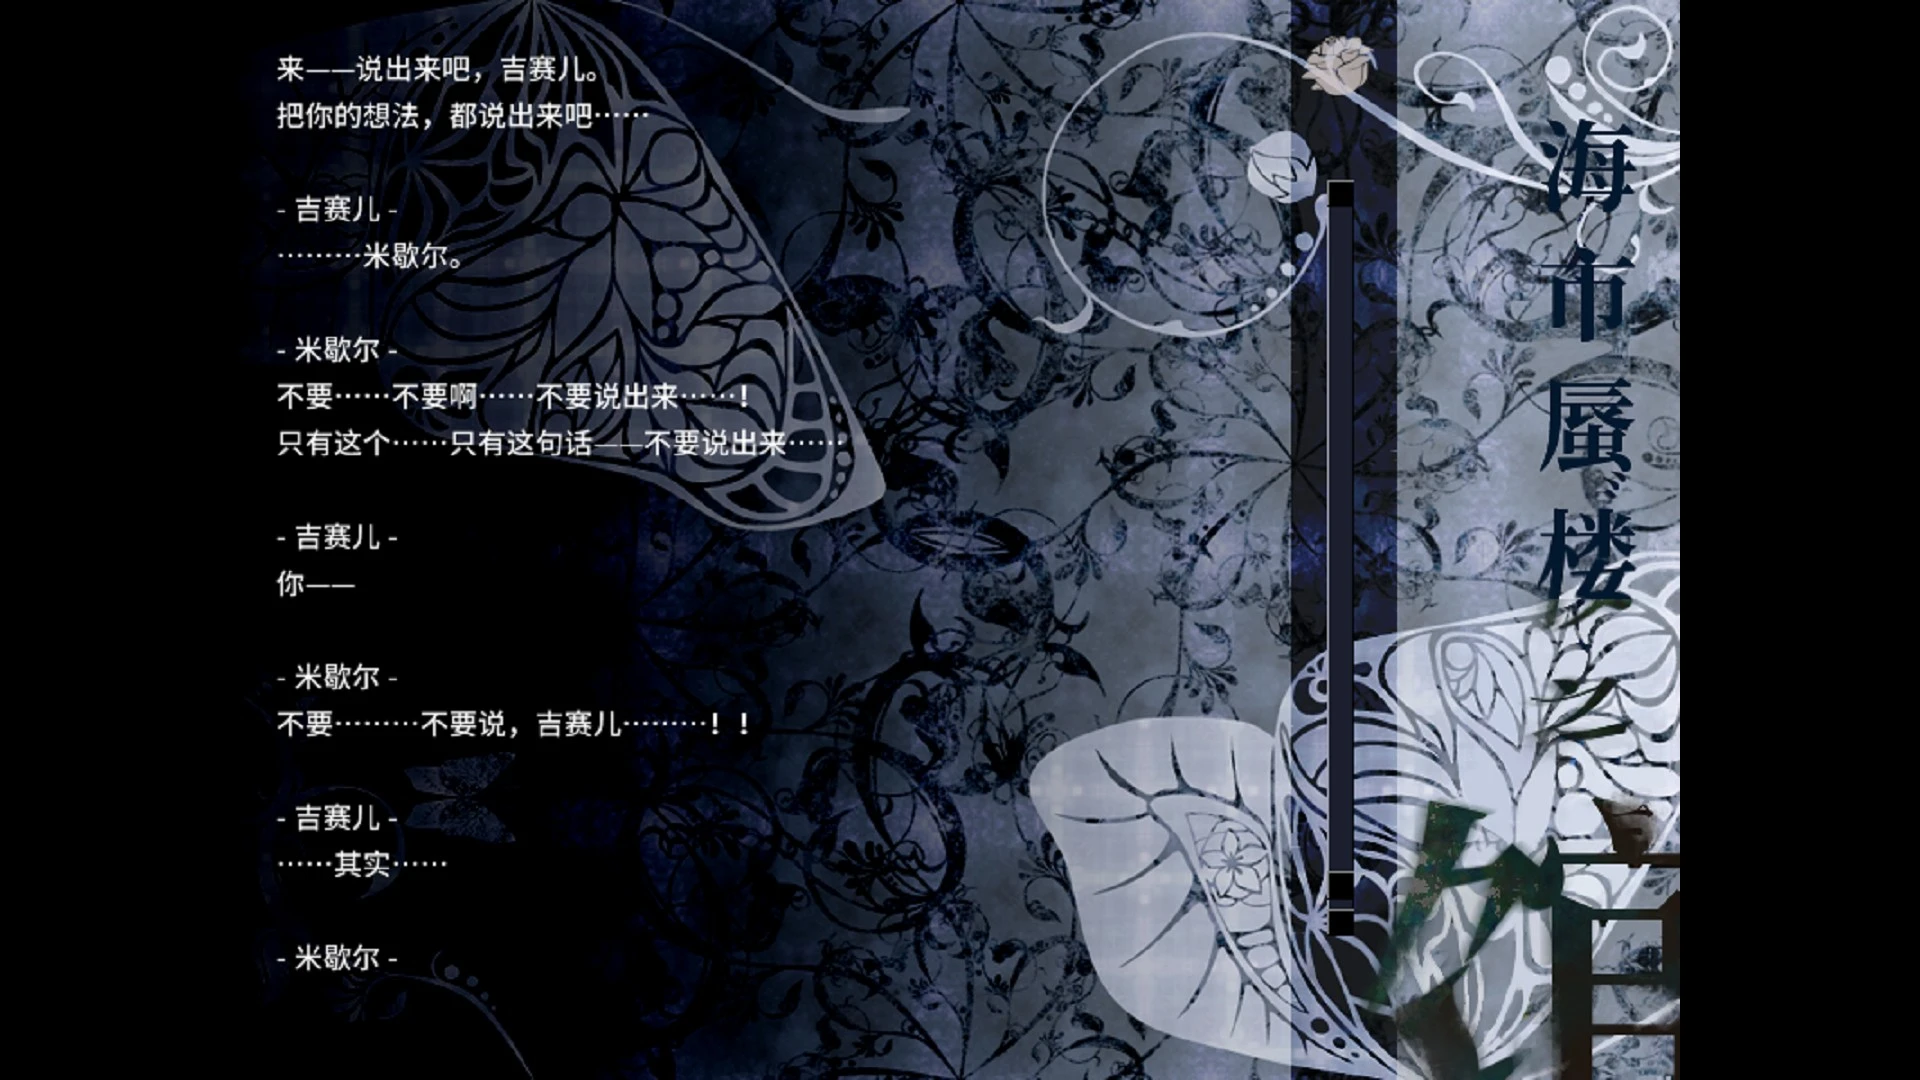 来——说出来吧，吉赛儿。
把你的想法，都说出来吧……
- 吉赛儿 -
………米歇尔。
- 米歇尔 -
不要……不要啊……不要说出来……！
只有这个……只有这句话——不要说出来……
- 吉赛儿 -
你——
- 米歇尔 -
不要………不要说，吉赛儿………！！
- 吉赛儿 -
……其实……
- 米歇尔 -
海市蜃楼之馆